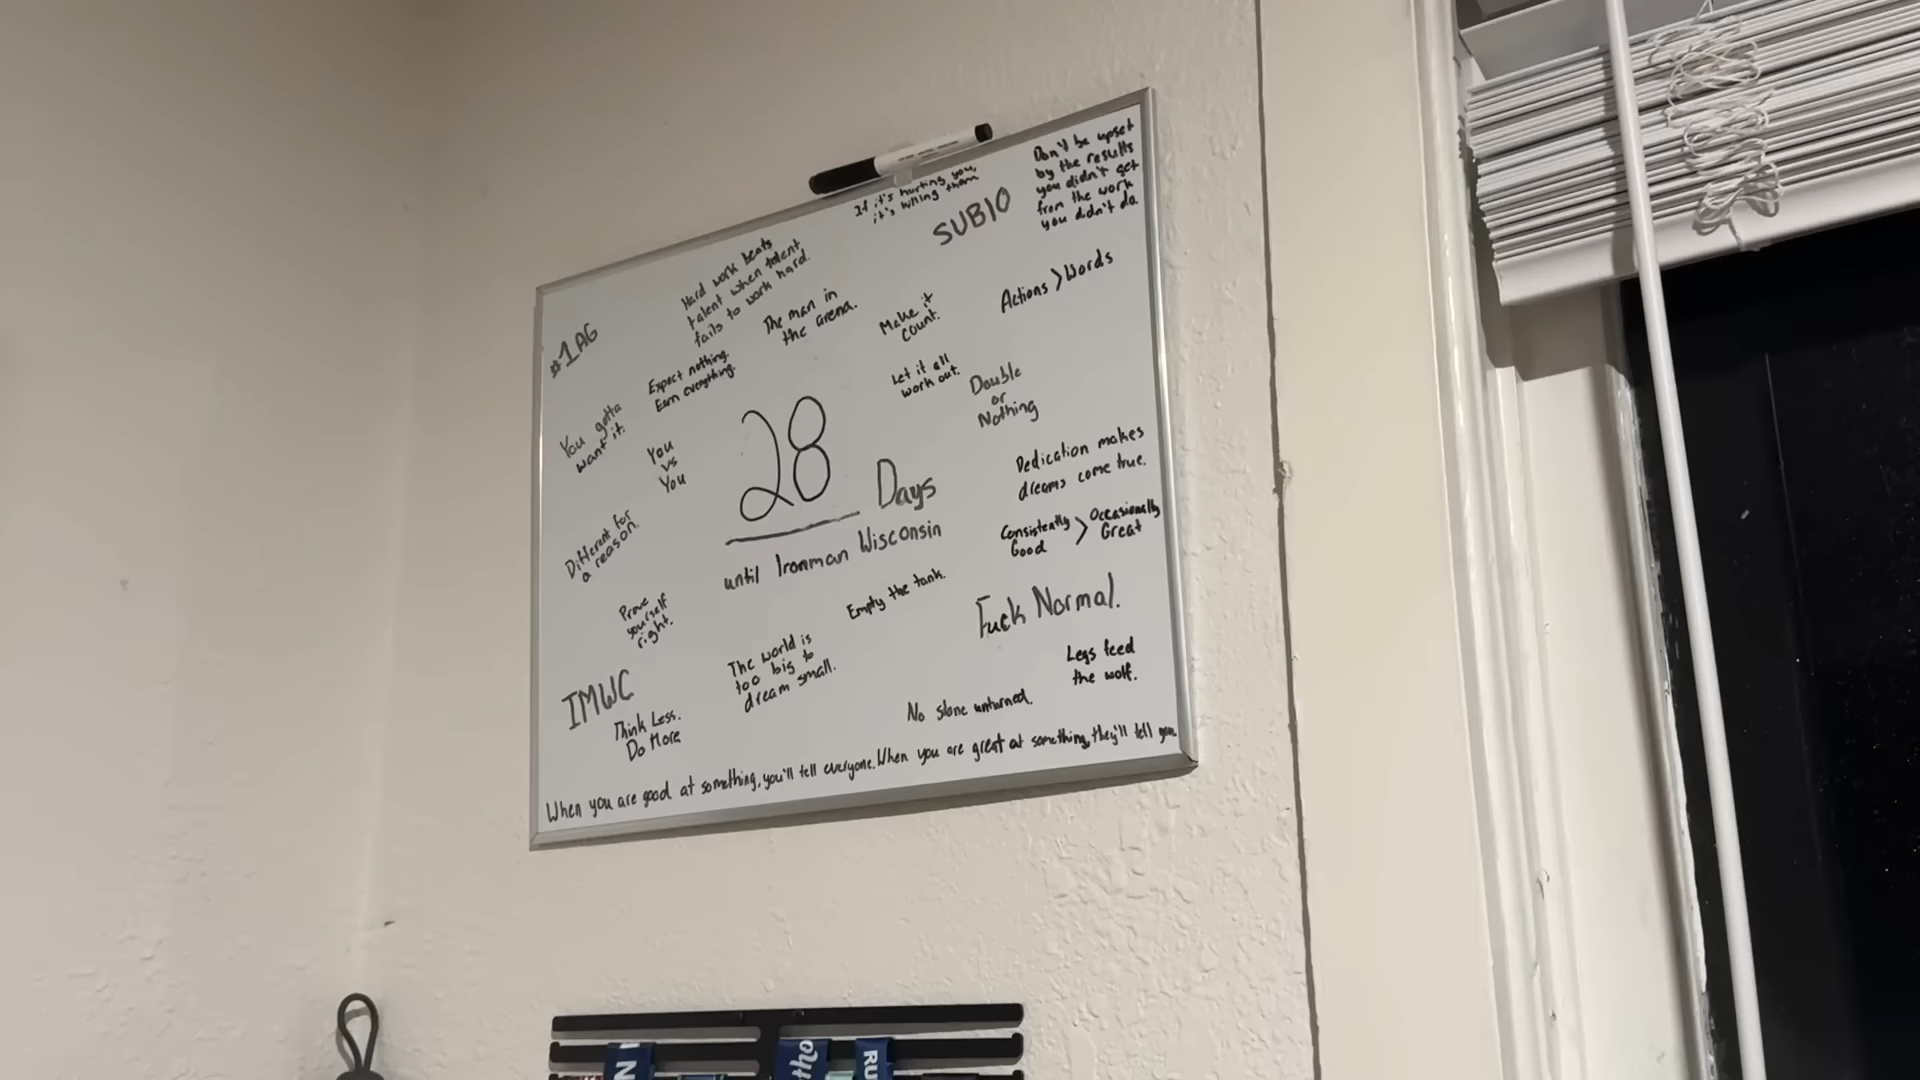 If it's hurting you,
it's killing them
SUB10
Don't be upset
by the results
you didn't get
from the work
you didn't do.
Hard work beats
talent when talent
fails to work hard.
#1AG
The man in
the arena.
Make it
count.
Actions > Words
Expect nothing.
Earn everything.
Let it all
work out.
Double
or
Nothing
You gotta
want it.
You
vs
You
28
Days
until Ironman Wisconsin
Dedication makes
dreams come true.
Consistently > Occasionally
Good Great
Different for
a reason.
Empty the tank.
Fuck Normal.
Prove
yourself
right.
The world is
too big to
dream small.
Legs feed
the wolf.
IMWC
Think Less.
Do More
No stone unturned.
When you are good at something, you'll tell everyone. When you are great at something, they'll tell you.
N
tho
RU